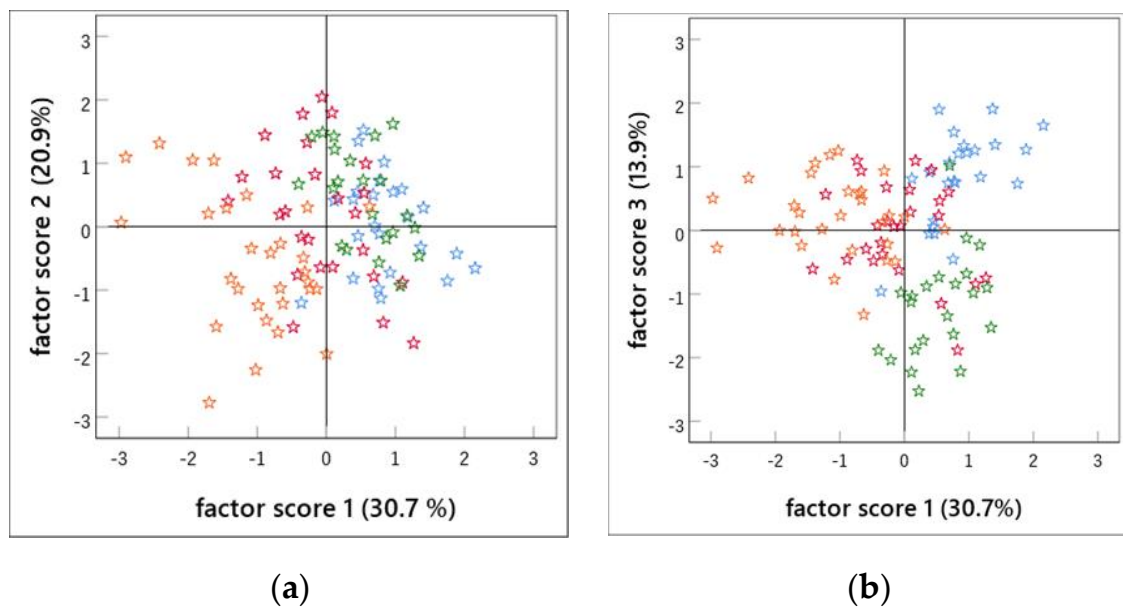 3
2
1
0
-1
-2
-3
factor score 2 (20.9%)
-3 -2 -1 0 1 2 3
factor score 1 (30.7 %)
(a)
3
2
1
0
-1
-2
-3
factor score 3 (13.9%)
-3 -2 -1 0 1 2 3
factor score 1 (30.7%)
(b)